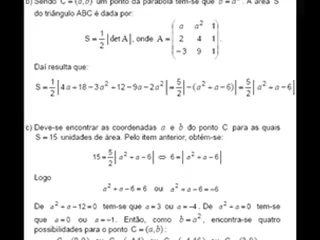 b) Sendo C=(a,b) um ponto da parábola tem-se que b=a². A área S
do triângulo ABC é dada por:
S=1/2|det A|, onde A=
a a² 1
2 4 1
-3 9 1
Daí resulta que:
S=1/2|4a+18-3a²+12-9a-2a²|=5/2|-(a²+a-6)|=5/2|a²+a-6|
c) Deve-se encontrar as coordenadas a e b do ponto C para as quais
S=15 unidades de área. Pelo item anterior, obtém-se:
15=5/2|a²+a-6| ⇔ 6=|a²+a-6|
Logo
a²+a-6=6 ou a²+a-6=-6
De a²+a-12=0 tem-se que a=3 ou a=-4. De a²+a=0 tem-se
que a=0 ou a=-1. Então, como b=a², encontra-se quatro
possibilidades para o ponto C=(a,b):